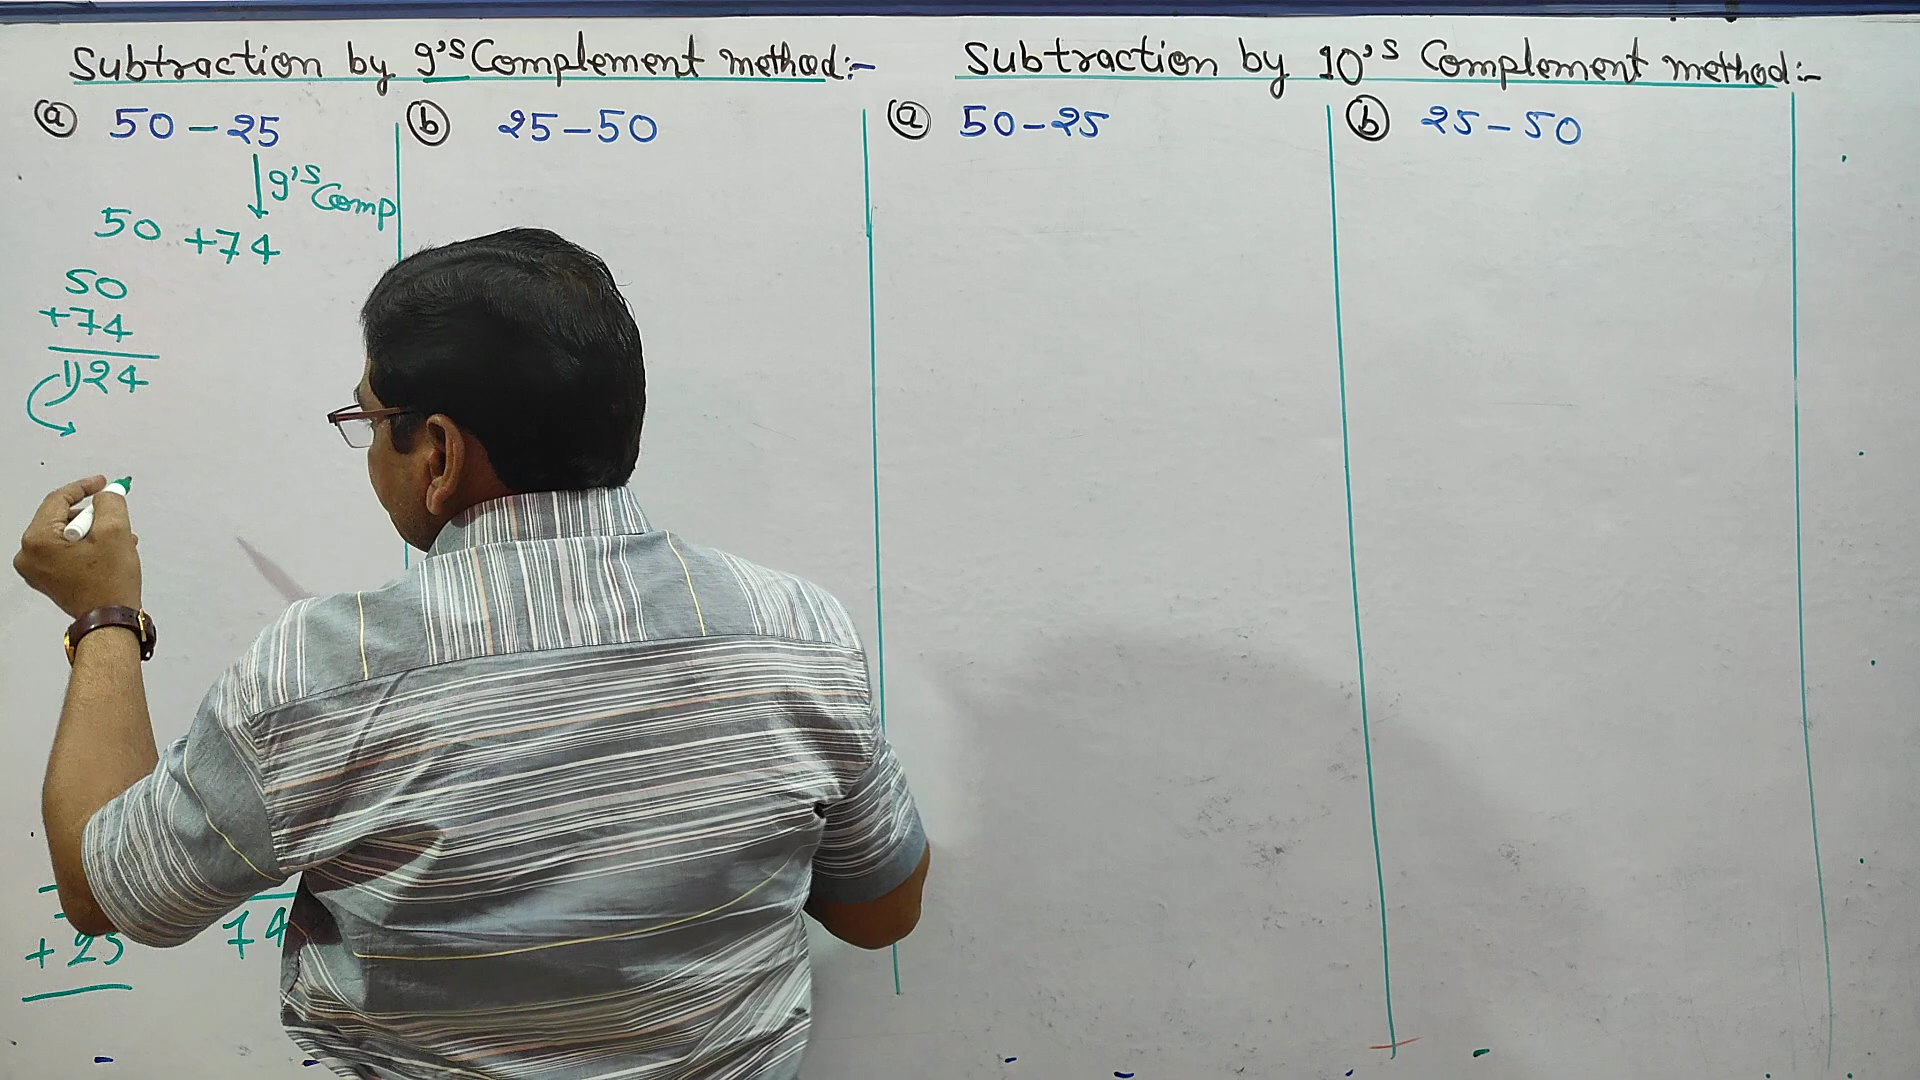 Subtraction by 9's Complement method:-
(a) 50 - 25
9's Comp
50 + 74
50
+74
1)24
74
+ 25
(b) 25 - 50
Subtraction by 10's Complement method:-
(a) 50 - 25
(b) 25 - 50